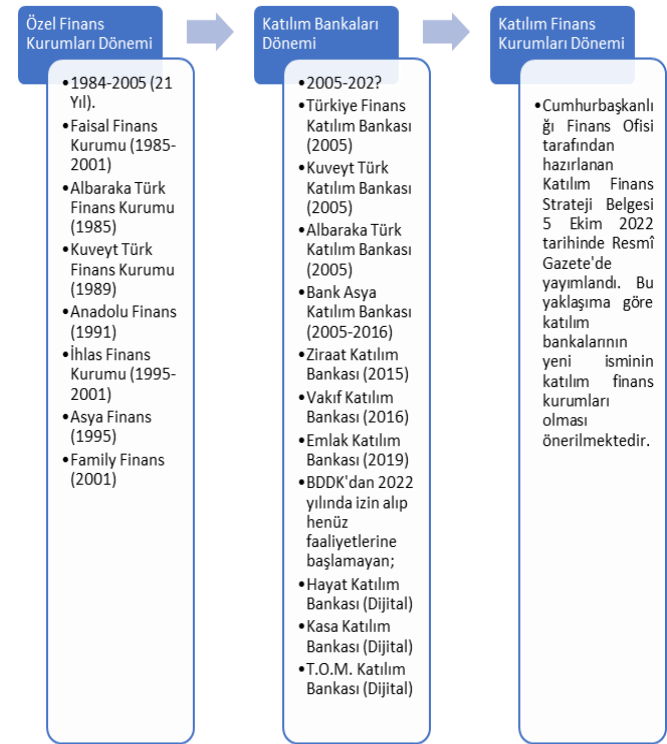 Özel Finans
Kurumları Dönemi
•1984-2005 (21
Yıl).
•Faisal Finans
Kurumu (1985-
2001)
•Albaraka Türk
Finans Kurumu
(1985)
•Kuveyt Türk
Finans Kurumu
(1989)
•Anadolu Finans
(1991)
•İhlas Finans
Kurumu (1995-
2001)
•Asya Finans
(1995)
•Family Finans
(2001)
Katılım Bankaları
Dönemi
•2005-202?
•Türkiye Finans
Katılım Bankası
(2005)
•Kuveyt Türk
Katılım Bankası
(2005)
•Albaraka Türk
Katılım Bankası
(2005)
•Bank Asya
Katılım Bankası
(2005-2016)
•Ziraat Katılım
Bankası (2015)
•Vakıf Katılım
Bankası (2016)
•Emlak Katılım
Bankası (2019)
•BDDK'dan 2022
yılında izin alıp
henüz
faaliyetlerine
başlamayan;
•Hayat Katılım
Bankası (Dijital)
•Kasa Katılım
Bankası (Dijital)
•T.O.M. Katılım
Bankası (Dijital)
Katılım Finans
Kurumları Dönemi
•Cumhurbaşkanlı
ğı Finans Ofisi
tarafından
hazırlanan
Katılım Finans
Strateji Belgesi
5 Ekim 2022
tarihinde Resmî
Gazete'de
yayımlandı. Bu
yaklaşıma göre
katılım
bankalarının
yeni isminin
katılım finans
kurumları
olması
önerilmektedir.